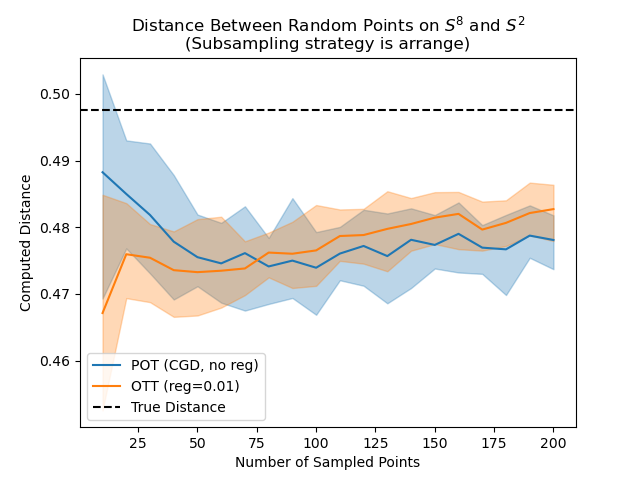 Distance Between Random Points on $S^8$ and $S^2$
(Subsampling strategy is arrange)
Computed Distance
0.50
0.49
0.48
0.47
0.46
POT (CGD, no reg)
OTT (reg=0.01)
True Distance
25 50 75 100 125 150 175 200
Number of Sampled Points